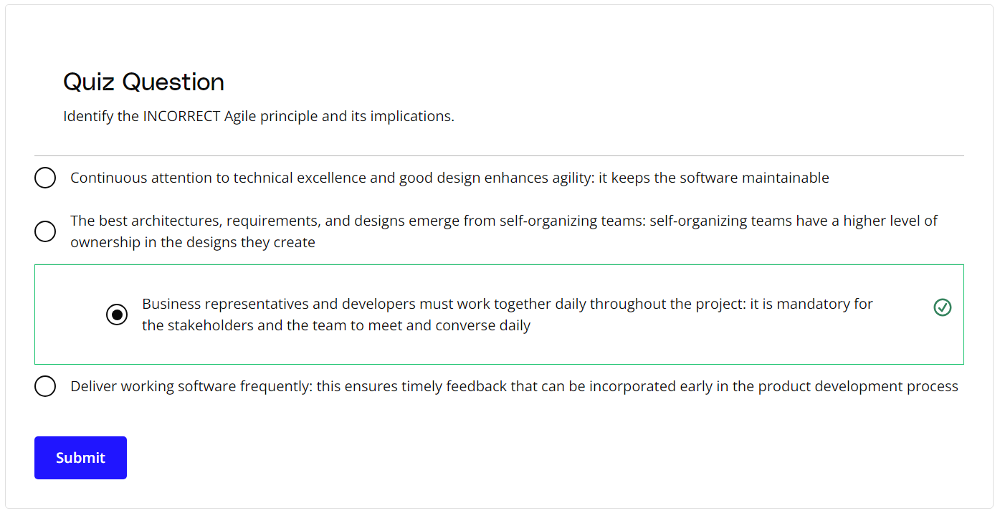 Quiz Question
Identify the INCORRECT Agile principle and its implications.
Continuous attention to technical excellence and good design enhances agility: it keeps the software maintainable
The best architectures, requirements, and designs emerge from self-organizing teams: self-organizing teams have a higher level of
ownership in the designs they create
Business representatives and developers must work together daily throughout the project: it is mandatory for
the stakeholders and the team to meet and converse daily
Deliver working software frequently: this ensures timely feedback that can be incorporated early in the product development process
Submit